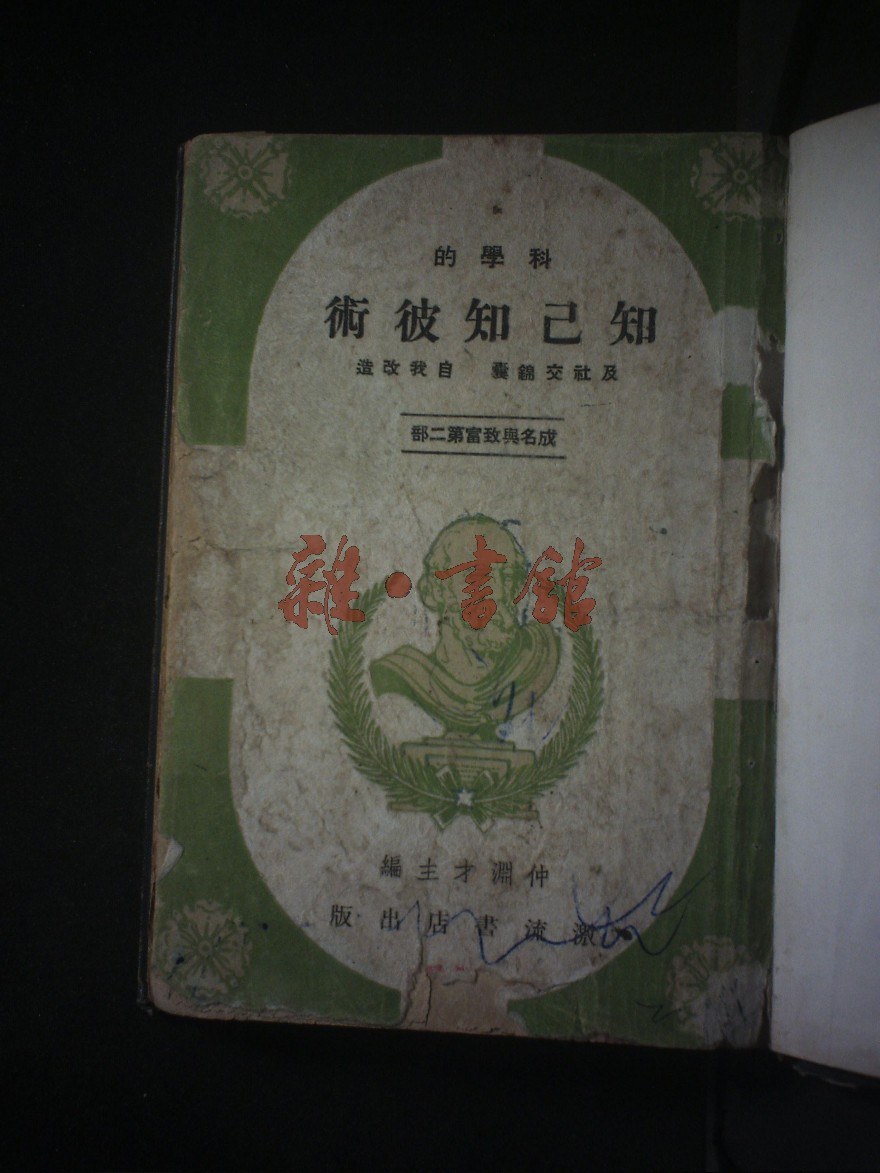 科學的
知己知彼術
及社交錦囊 自我改造
成名與致富第二部
雜·書館
仲淵才主編
激流書店出版